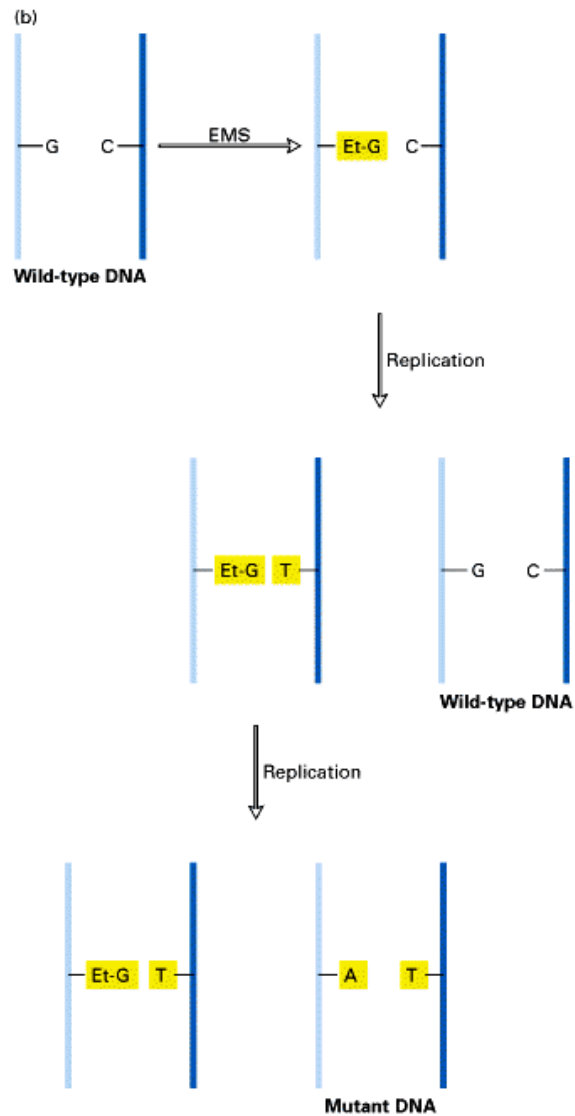 (b)
G C EMS Et-G C
Wild-type DNA
Replication
Et-G T G C
Wild-type DNA
Replication
Et-G T A T
Mutant DNA